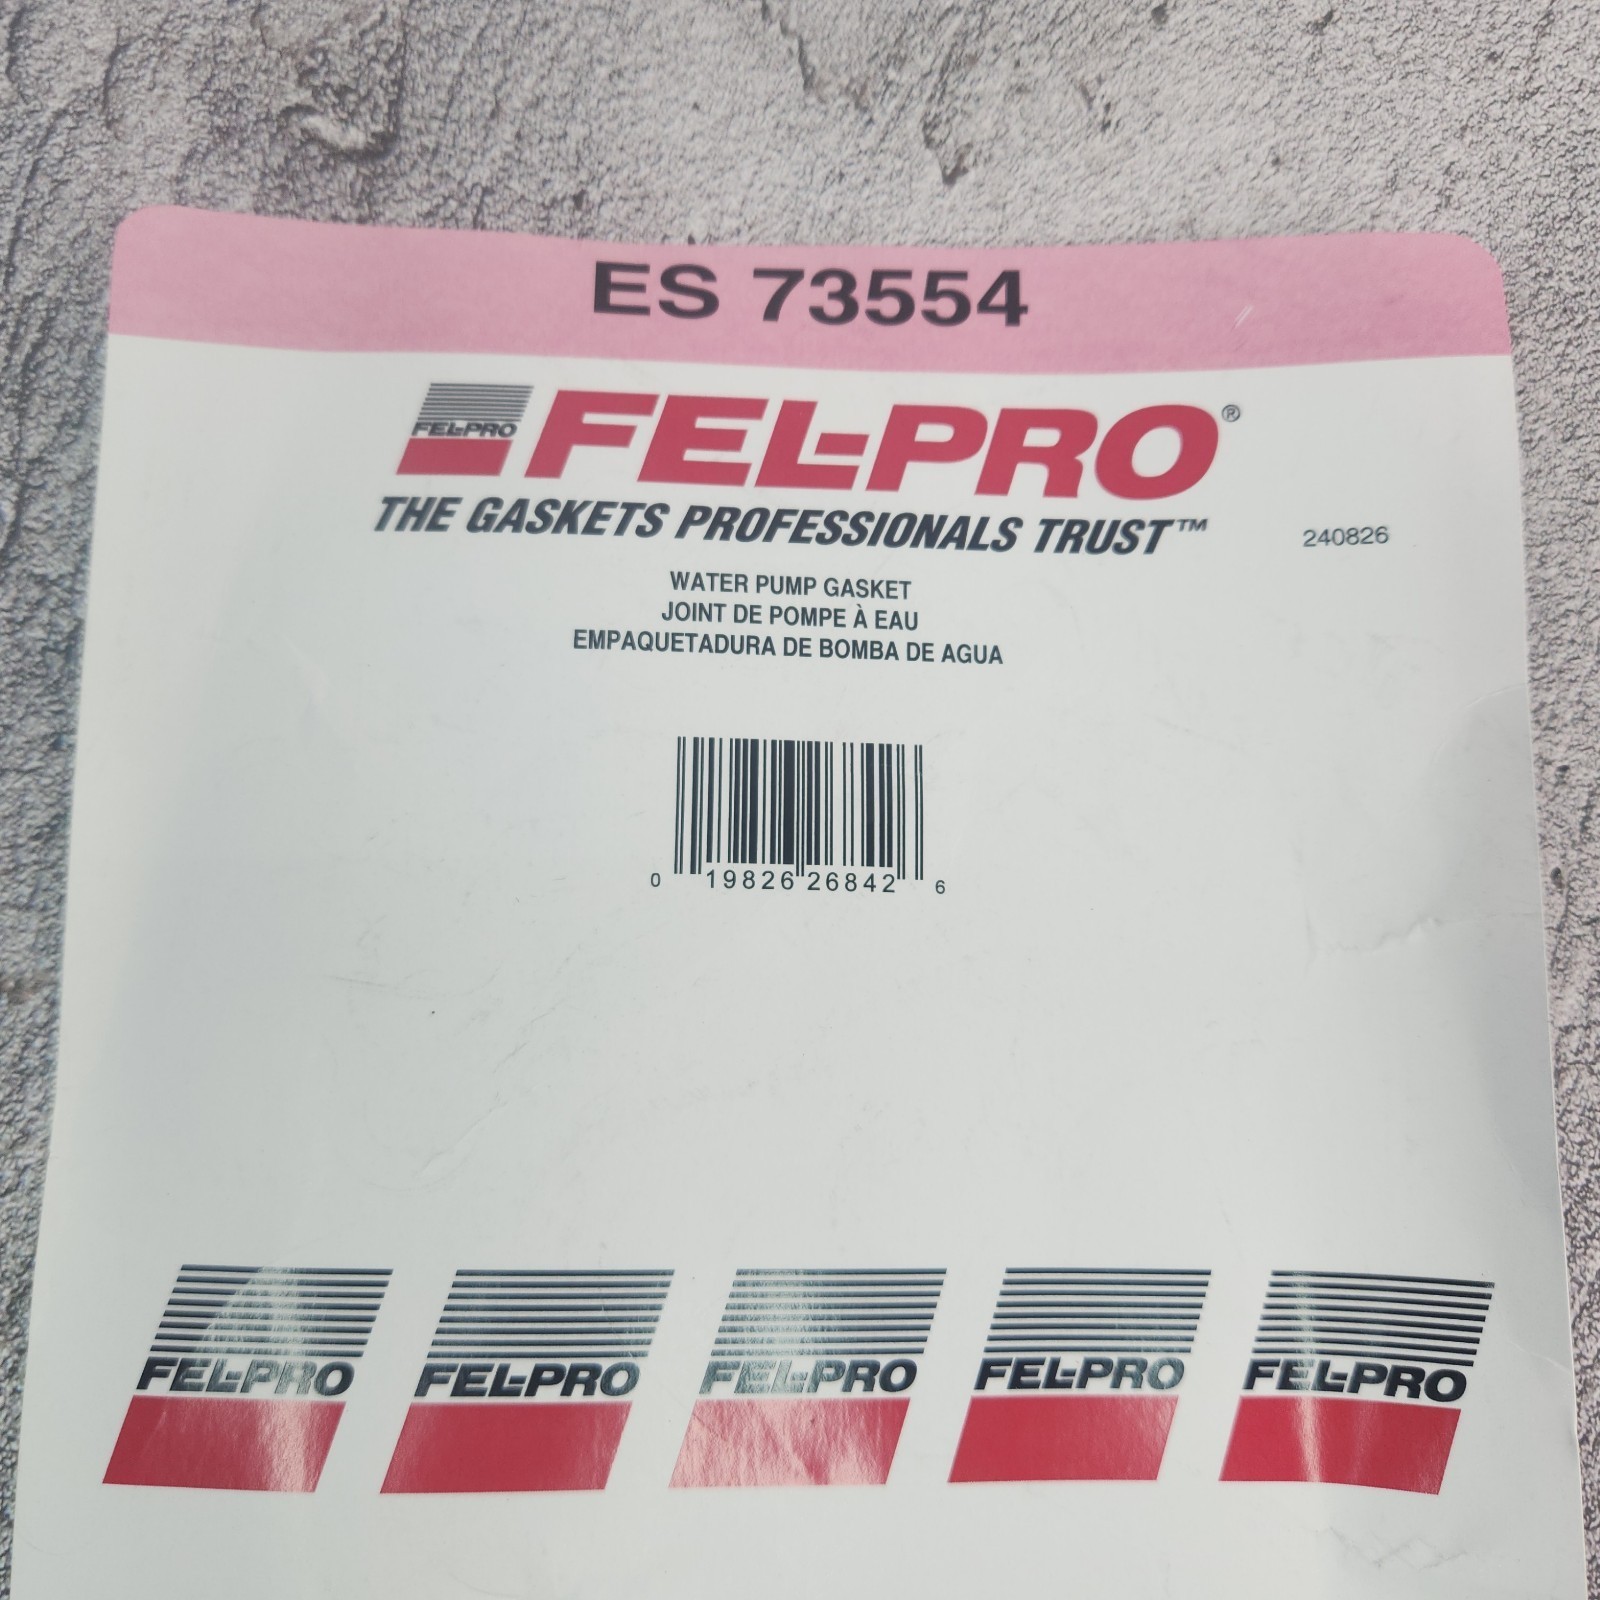 ES 73554
FEL-PRO
FEL-PRO®
THE GASKETS PROFESSIONALS TRUST™
240826
WATER PUMP GASKET
JOINT DE POMPE À EAU
EMPAQUETADURA DE BOMBA DE AGUA
0 19826 26842 6
FEL-PRO FEL-PRO FEL-PRO FEL-PRO FEL-PRO